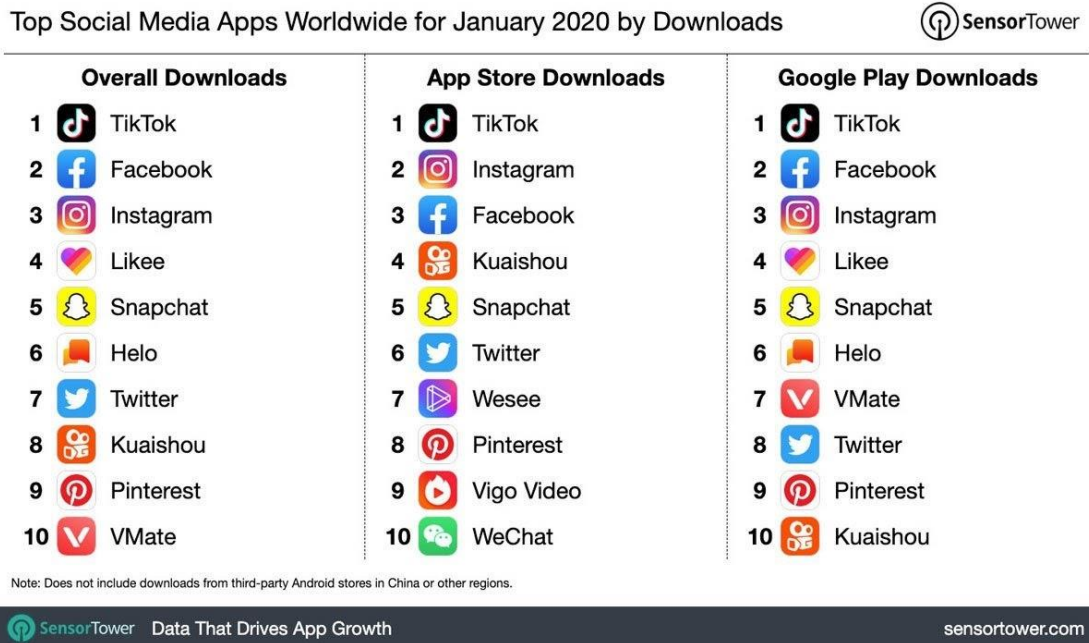 Top Social Media Apps Worldwide for January 2020 by Downloads
SensorTower
Overall Downloads
1 TikTok
2 Facebook
3 Instagram
4 Likee
5 Snapchat
6 Helo
7 Twitter
8 Kuaishou
9 Pinterest
10 VMate
App Store Downloads
1 TikTok
2 Instagram
3 Facebook
4 Kuaishou
5 Snapchat
6 Twitter
7 Wesee
8 Pinterest
9 Vigo Video
10 WeChat
Google Play Downloads
1 TikTok
2 Facebook
3 Instagram
4 Likee
5 Snapchat
6 Helo
7 VMate
8 Twitter
9 Pinterest
10 Kuaishou
Note: Does not include downloads from third-party Android stores in China or other regions.
SensorTower Data That Drives App Growth sensortower.com